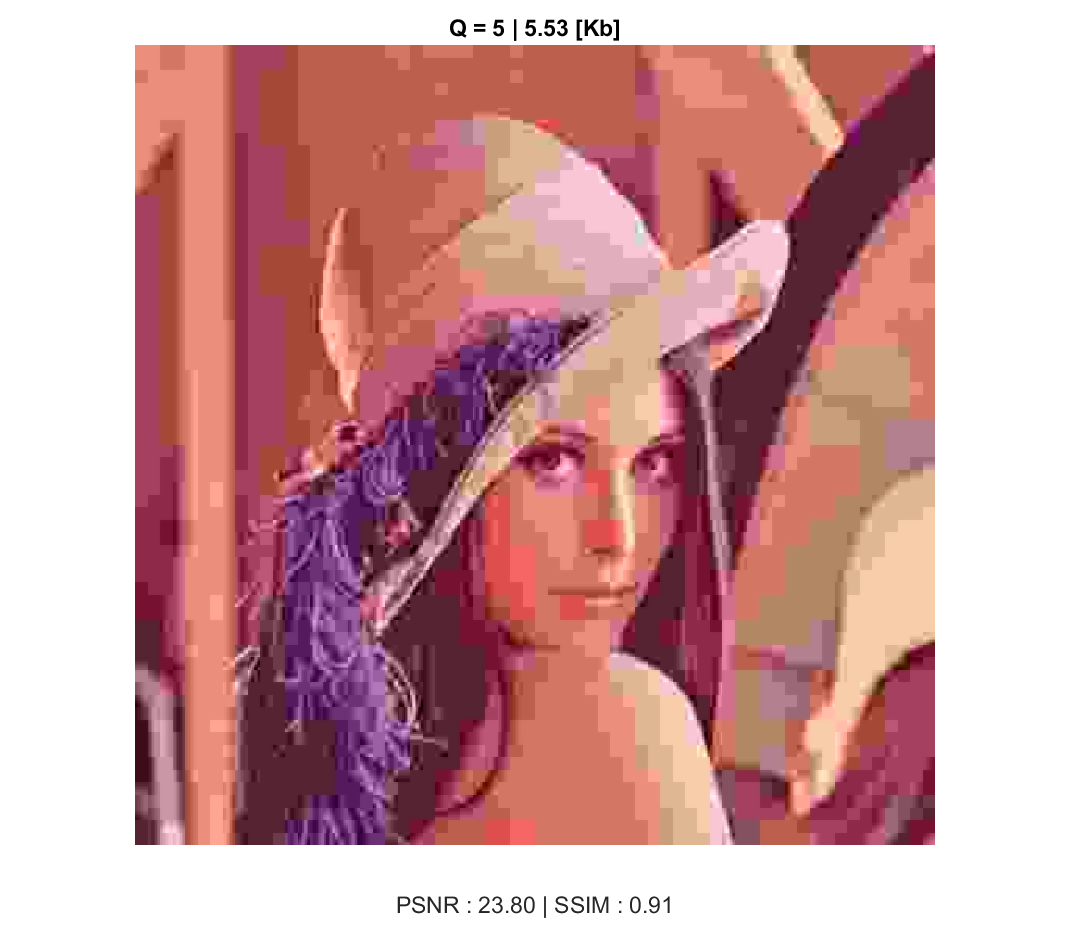 Q = 5 | 5.53 [Kb]
PSNR : 23.80 | SSIM : 0.91